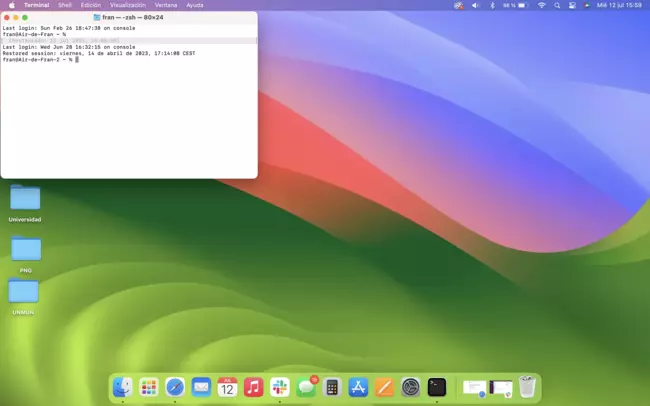 Terminal Shell Edición Visualización Ventana Ayuda
98 % Mié 12 jul 15:59
fran — -zsh — 80×24
Last login: Sun Feb 26 18:47:38 on console
fran@Air-de-Fran ~ %
Last login: Wed Jun 28 16:32:15 on console
Restored session: viernes, 14 de abril de 2023, 17:14:08 CEST
fran@Air-de-Fran-2 ~ %
Universidad
PNG
UNMUN
JUL
12